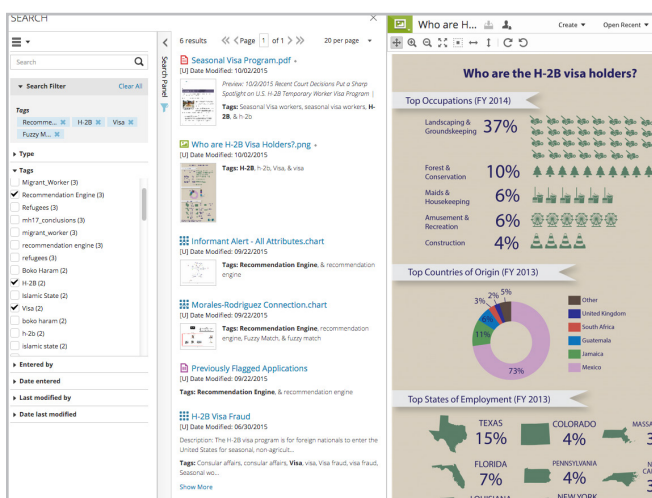 SEARCH
Search
Search Filter Clear All
Tags
Recomme... H-2B Visa
Fuzzy M...
Type
Tags
Migrant_Worker (3)
Recommendation Engine (3)
Refugees (3)
mh17_conclusions (3)
migrant_worker (3)
recommendation engine (3)
refugees (3)
Boko Haram (2)
H-2B (2)
Islamic State (2)
Visa (2)
boko haram (2)
h-2b (2)
islamic state (2)
Entered by
Date entered
Last modified by
Date last modified
Search Panel
6 results Page 1 of 1 20 per page
Seasonal Visa Program.pdf
[U] Date Modified: 10/02/2015
Preview: 10/2/2015 Recent Court Decisions Put a Sharp
Spotlight on U.S. H-2B Temporary Worker Visa Program |
Tags: Seasonal Visa workers, seasonal visa workers, H-
2B, & h-2b
Who are H-2B Visa Holders?.png
[U] Date Modified: 10/02/2015
Tags: H-2B, h-2b, Visa, & visa
Informant Alert - All Attributes.chart
[U] Date Modified: 09/22/2015
Tags: Recommendation Engine, & recommendation
engine
Morales-Rodriguez Connection.chart
[U] Date Modified: 09/22/2015
Tags: Recommendation Engine, recommendation
engine, Fuzzy Match, & fuzzy match
Previously Flagged Applications
[U] Date Modified: 09/22/2015
Tags: Recommendation Engine, & recommendation engine
H-2B Visa Fraud
[U] Date Modified: 06/30/2015
Description: The H-2B visa program is for foreign nationals to enter the
United States for seasonal, non-agricult...
Tags: Consular affairs, consular affairs, Visa, visa, Visa fraud, visa fraud,
Seasonal wo...
Show More
Who are H... Create Open Recent
Who are the H-2B visa holders?
Top Occupations (FY 2014)
Landscaping &
Groundskeeping 37%
Forest &
Conservation 10%
Maids &
Housekeeping 6%
Amusement &
Recreation 6%
Construction 4%
Top Countries of Origin (FY 2013)
3% 2% 5%
6%
11%
73%
Other
United Kingdom
South Africa
Guatemala
Jamaica
Mexico
Top States of Employment (FY 2013)
TEXAS
15%
COLORADO
4%
MASSA
FLORIDA
7%
PENNSYLVANIA
4%
LOUISIANA
NEW YORK